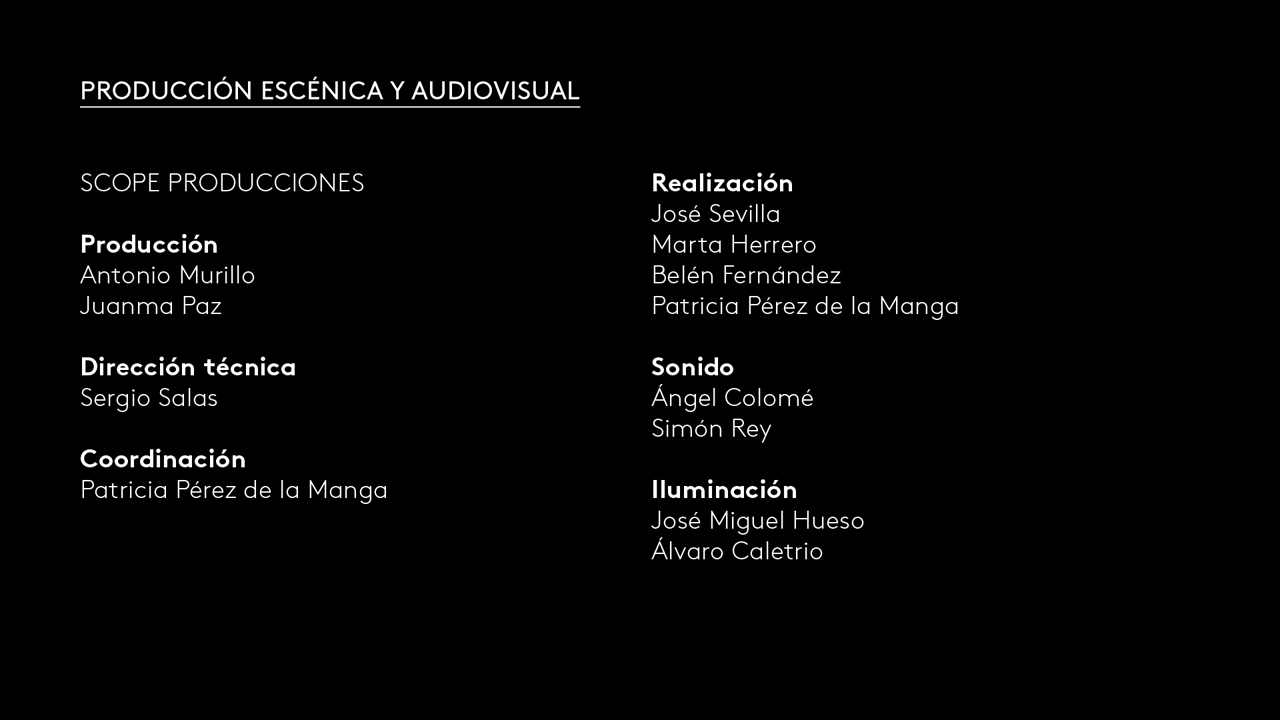 PRODUCCIÓN ESCÉNICA Y AUDIOVISUAL
SCOPE PRODUCCIONES
Producción
Antonio Murillo
Juanma Paz
Dirección técnica
Sergio Salas
Coordinación
Patricia Pérez de la Manga
Realización
José Sevilla
Marta Herrero
Belén Fernández
Patricia Pérez de la Manga
Sonido
Ángel Colomé
Simón Rey
Iluminación
José Miguel Hueso
Álvaro Caletrio